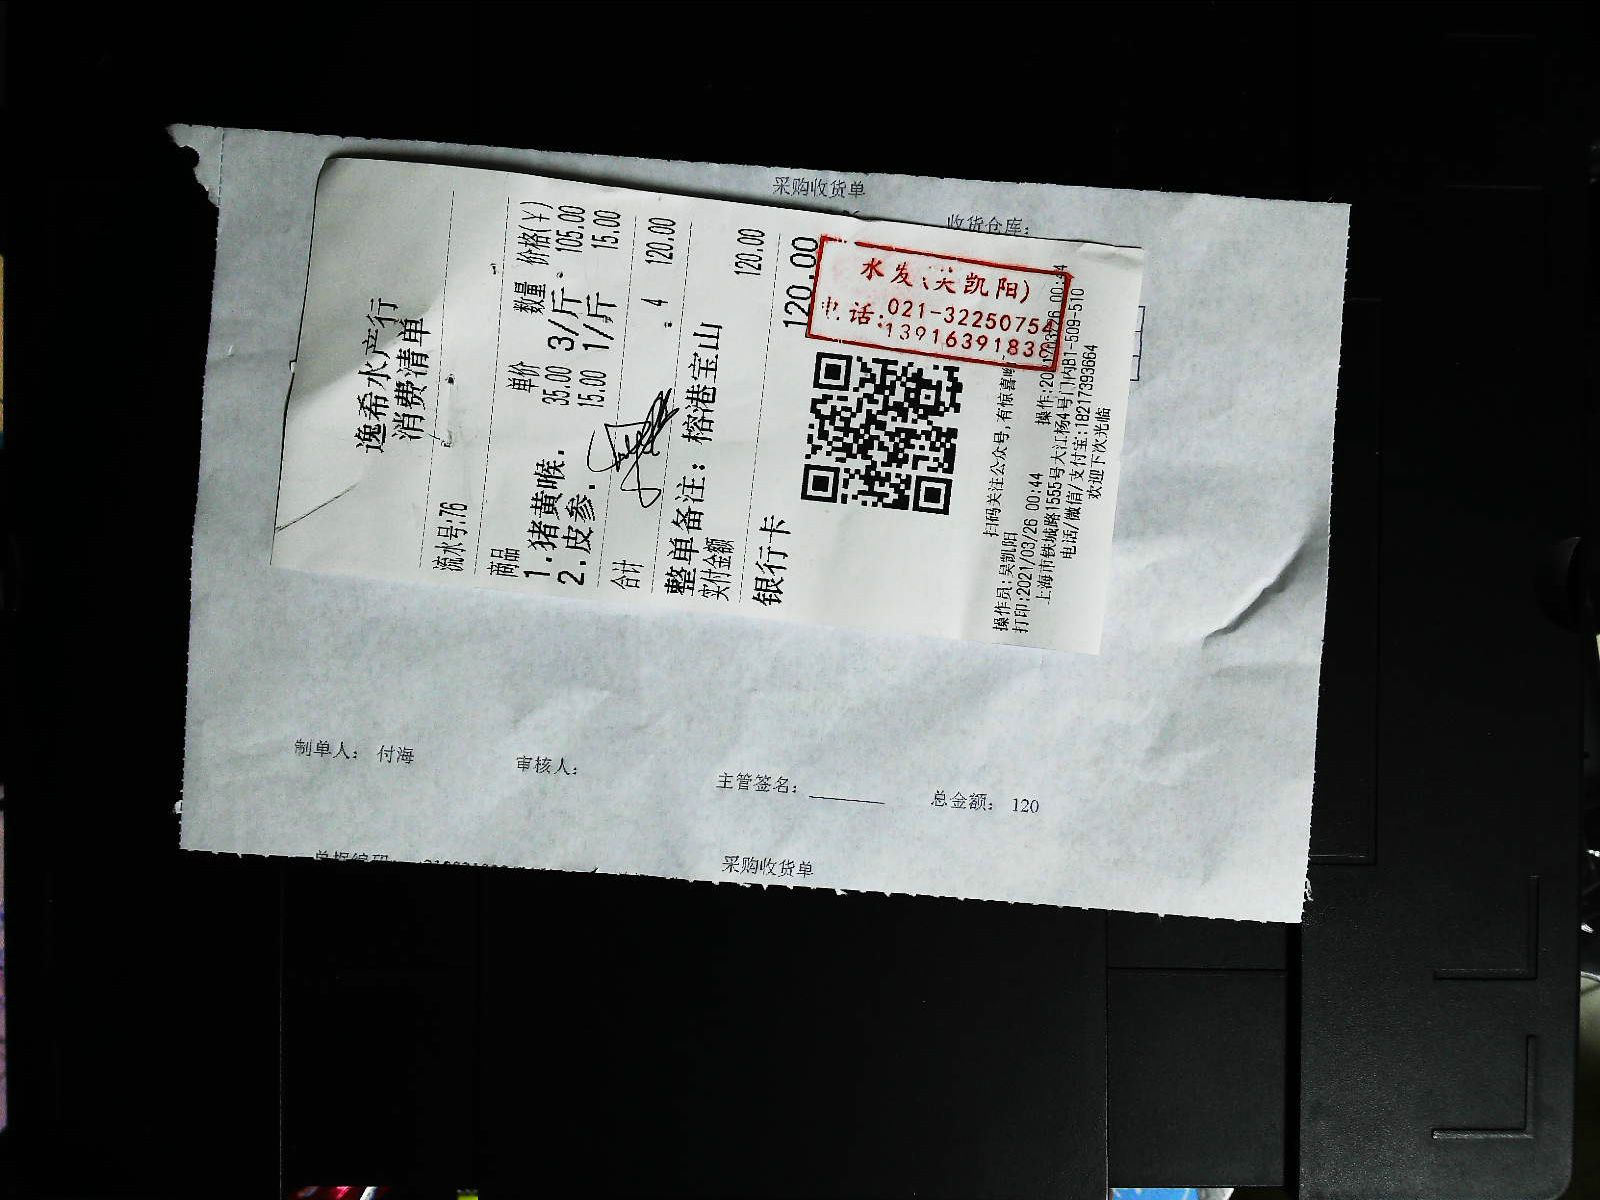 采购收货单
收货仓库：
逸希水产行
消费清单
流水号:76
商品 单价 数量 价格(￥)
1.猪黄喉. 35.00 3/斤 105.00
2.皮参. 15.00 1/斤 15.00
合计 4 120.00
整单备注：榕港宝山
实付金额 120.00
银行卡 120.00
水发(吴凯阳)
电话:021-3225075
1391639183
扫码关注公众号,有惊喜
操作员:吴凯阳
打印:2021/03/26 00:44
上海市铁城路1555号大江杨4号门内B1-509-510
电话/微信/支付宝:18217393664
欢迎下次光临
制单人： 付海
审核人：
主管签名：
总金额： 120
采购收货单